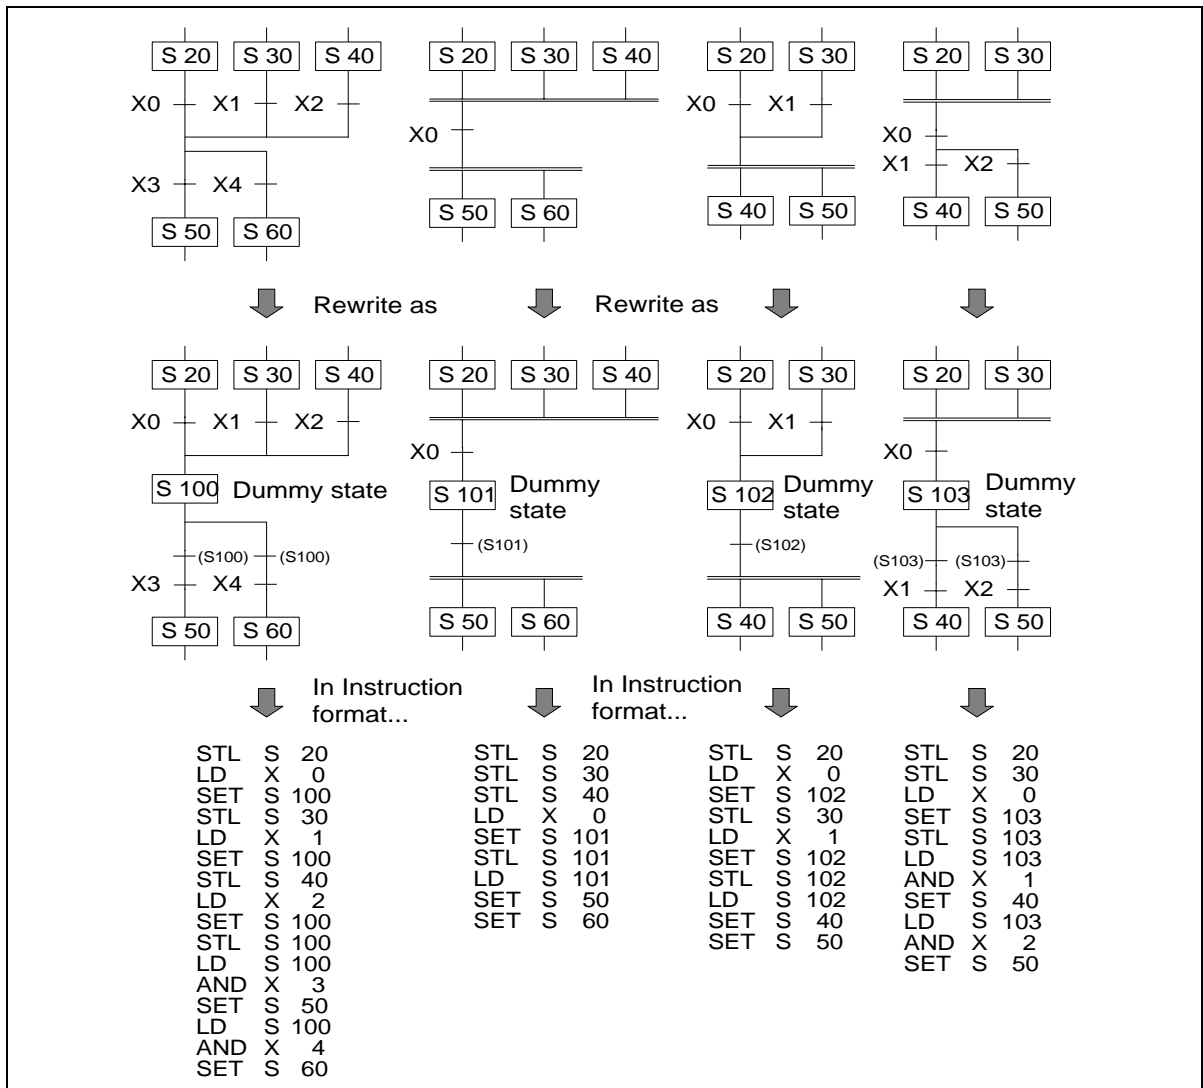 S 20 S 30 S 40 S 20 S 30 S 40 S 20 S 30 S 20 S 30
X0 X1 X2 X0 X0 X1 X0
X3 X4 X1 X2
S 50 S 60 S 50 S 60 S 40 S 50 S 40 S 50
Rewrite as Rewrite as
S 20 S 30 S 40 S 20 S 30 S 40 S 20 S 30 S 20 S 30
X0 X1 X2 X0 X0 X1 X0
S 100 Dummy state S 101 Dummy state S 102 Dummy state S 103 Dummy state
(S100) (S100) (S101) (S102) (S103) (S103)
X3 X4 X1 X2
S 50 S 60 S 50 S 60 S 40 S 50 S 40 S 50
In Instruction
format...
In Instruction
format...
STL S 20
LD X 0
SET S 100
STL S 30
LD X 1
SET S 100
STL S 40
LD X 2
SET S 100
STL S 100
LD S 100
AND X 3
SET S 50
LD S 100
AND X 4
SET S 60
STL S 20
STL S 30
STL S 40
LD X 0
SET S 101
STL S 101
LD S 101
SET S 50
SET S 60
STL S 20
LD X 0
SET S 102
STL S 30
LD X 1
SET S 102
STL S 102
LD S 102
SET S 40
SET S 50
STL S 20
STL S 30
LD X 0
SET S 103
STL S 103
LD S 103
AND X 1
SET S 40
LD S 103
AND X 2
SET S 50